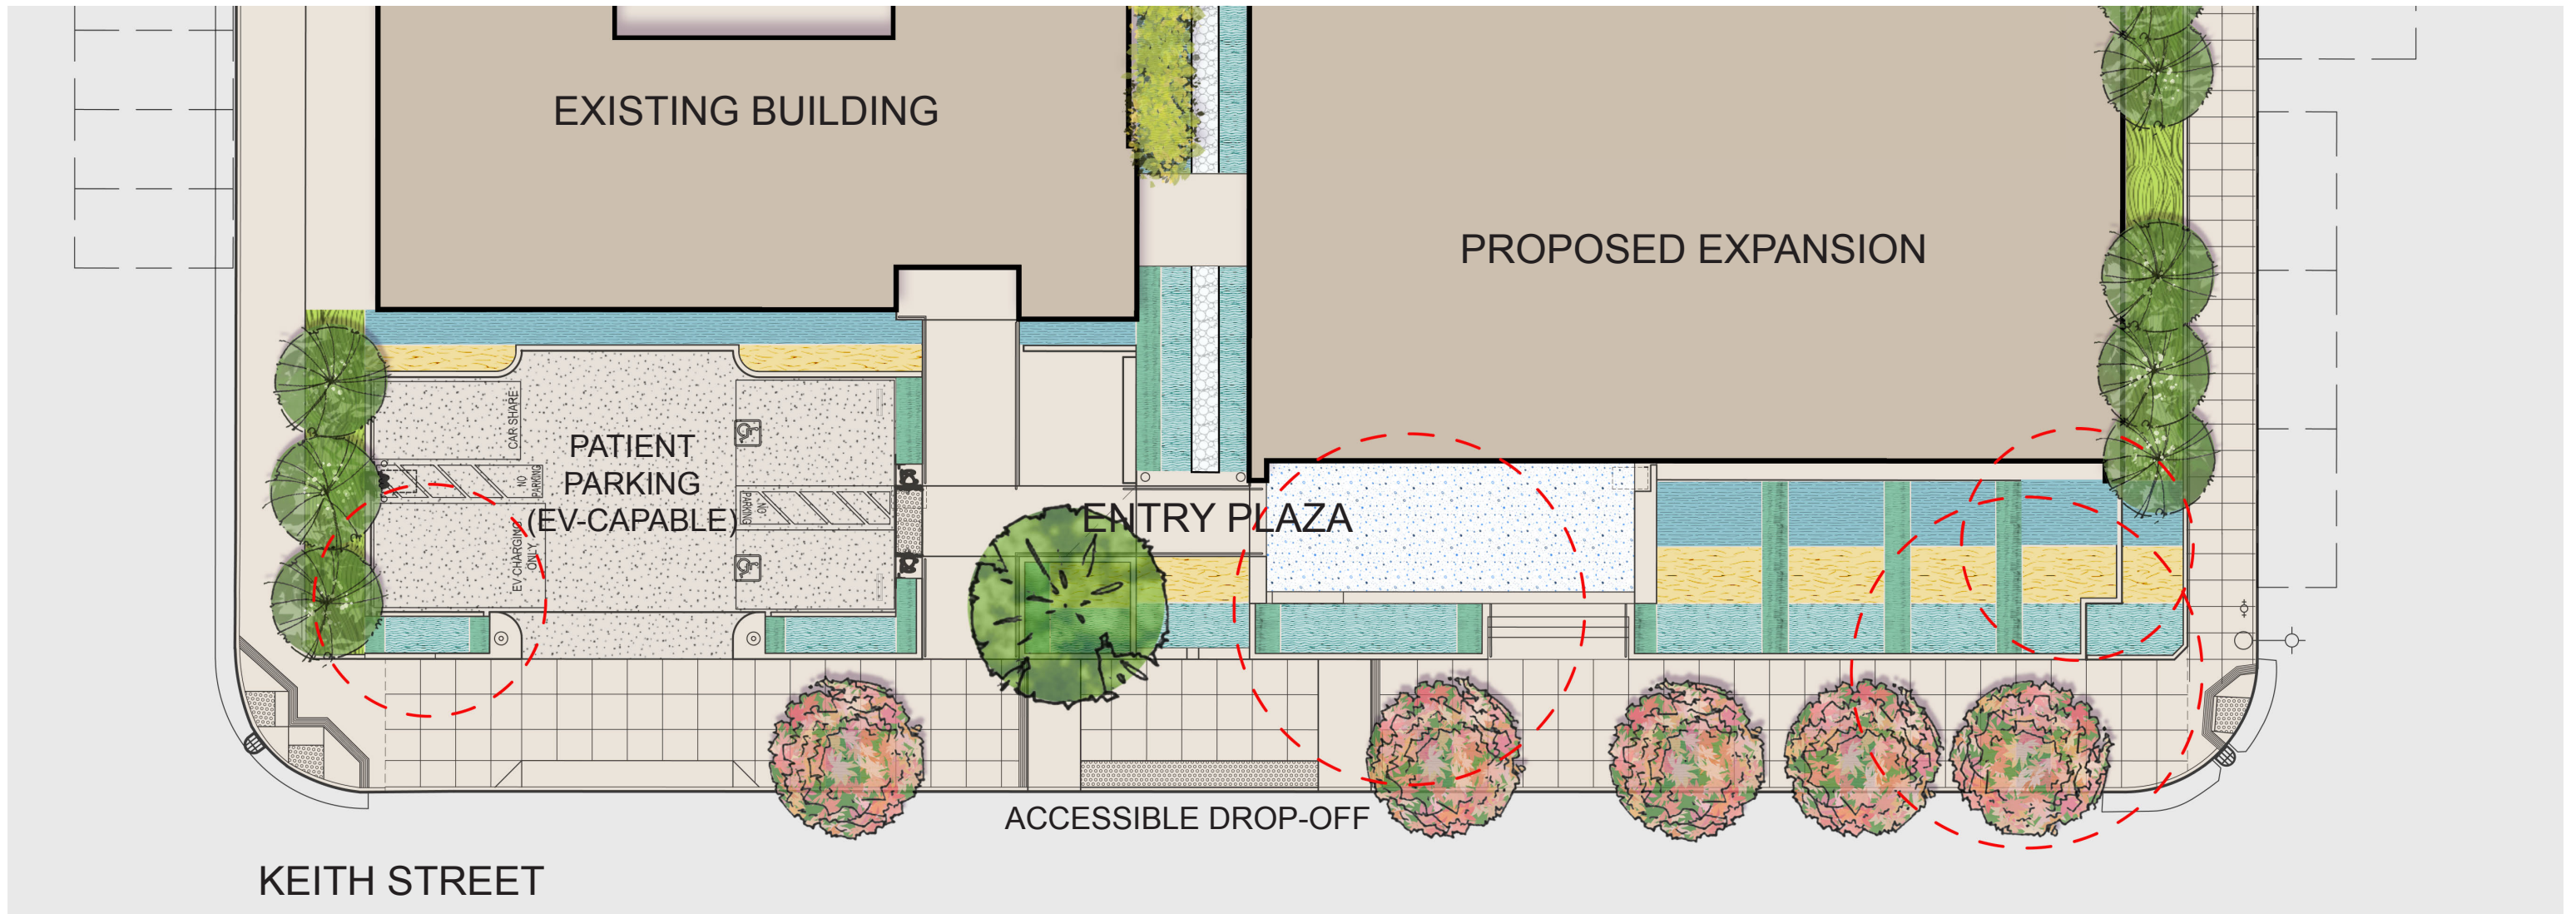 EXISTING BUILDING
PROPOSED EXPANSION
CAR SHARE
PATIENT
PARKING
(EV-CAPABLE)
NO
PARKING
NO
PARKING
EV CHARGING
ONLY
ENTRY PLAZA
ACCESSIBLE DROP-OFF
KEITH STREET